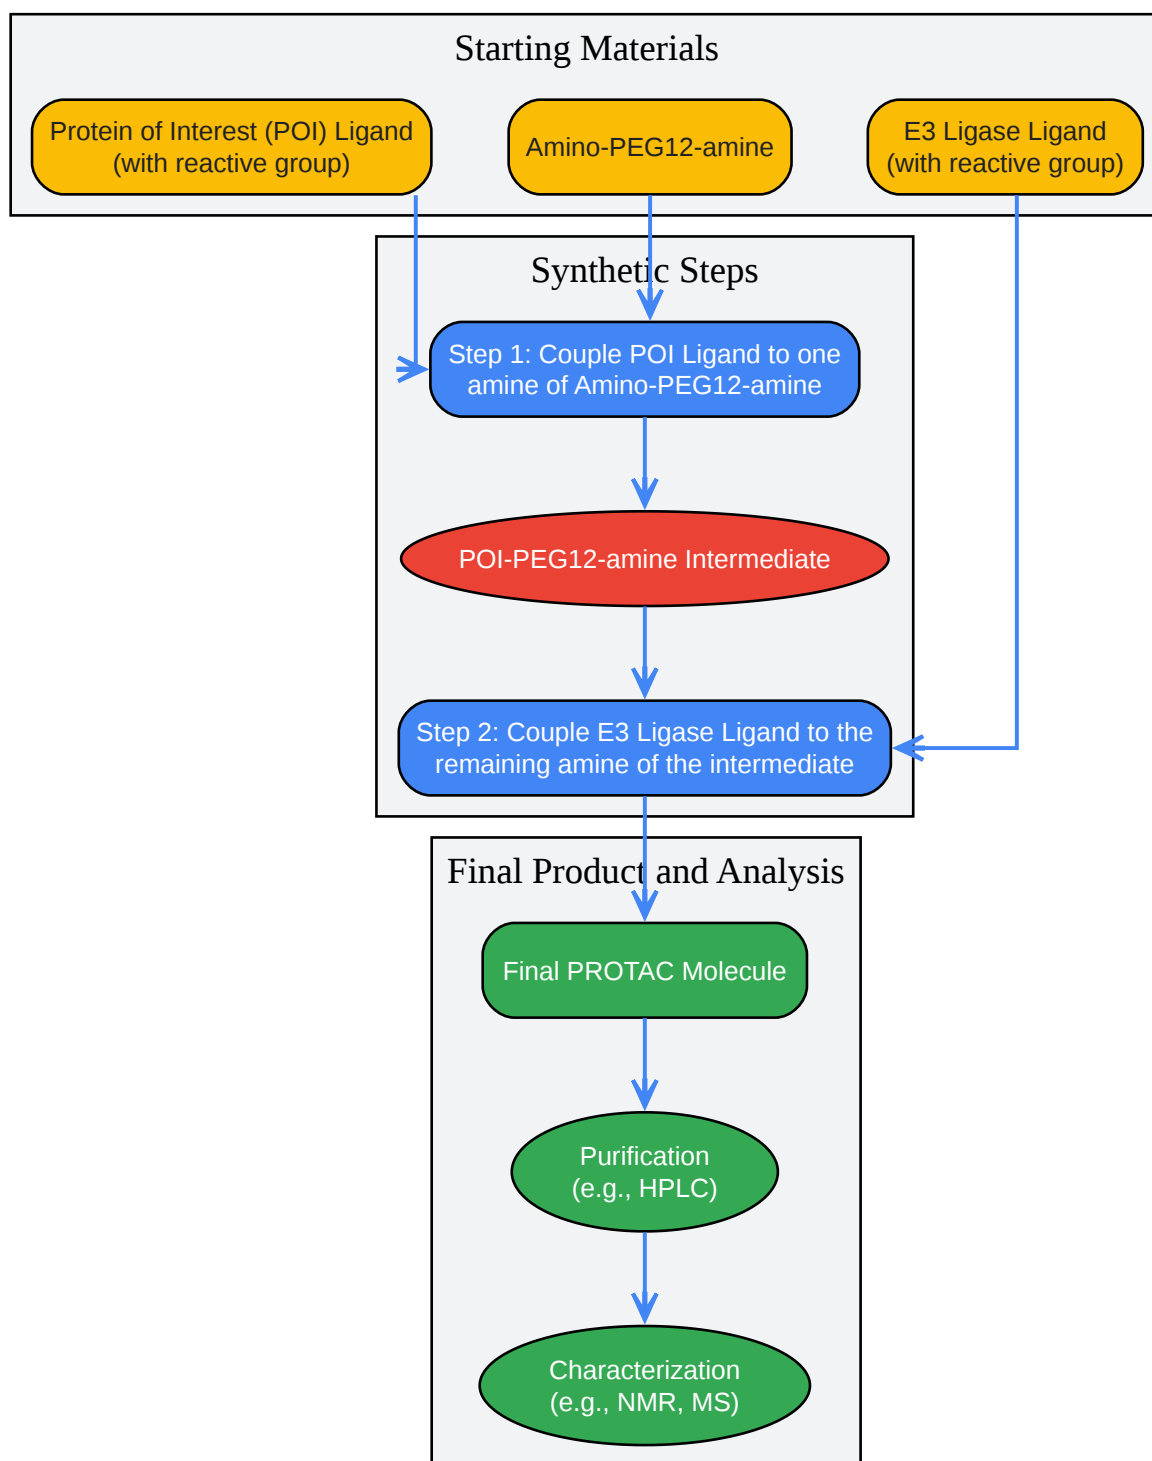 Starting Materials
Protein of Interest (POI) Ligand
(with reactive group)
Amino-PEG12-amine
E3 Ligase Ligand
(with reactive group)
Synthetic Steps
Step 1: Couple POI Ligand to one
amine of Amino-PEG12-amine
POI-PEG12-amine Intermediate
Step 2: Couple E3 Ligase Ligand to the
remaining amine of the intermediate
Final Product and Analysis
Final PROTAC Molecule
Purification
(e.g., HPLC)
Characterization
(e.g., NMR, MS)